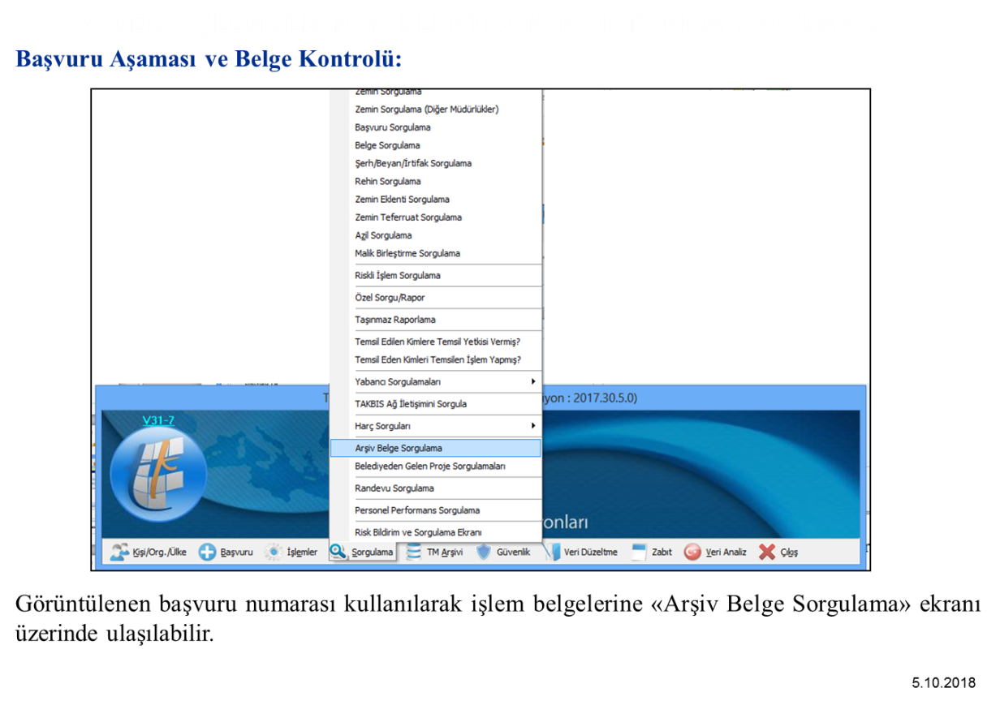 Başvuru Aşaması ve Belge Kontrolü:
Zemin Sorgulama
Zemin Sorgulama (Diğer Müdürlükler)
Başvuru Sorgulama
Belge Sorgulama
Şerh/Beyan/İrtifak Sorgulama
Rehin Sorgulama
Zemin Eklenti Sorgulama
Zemin Teferruat Sorgulama
Azil Sorgulama
Malik Birleştirme Sorgulama
Riskli İşlem Sorgulama
Özel Sorgu/Rapor
Taşınmaz Raporlama
Temsil Edilen Kimlere Temsil Yetkisi Vermiş?
Temsil Eden Kimleri Temsilen İşlem Yapmış?
Yabancı Sorgulamaları
T yon : 2017.30.5.0)
TAKBIS Ağ İletişimini Sorgula
V31-7
Harç Sorguları
Arşiv Belge Sorgulama
Belediyeden Gelen Proje Sorgulamaları
Randevu Sorgulama
Personel Performans Sorgulama
onları
Risk Bildirim ve Sorgulama Ekranı
Kişi/Org./Ülke Başvuru İşlemler Sorgulama TM Arşivi Güvenlik Veri Düzeltme Zabıt Veri Analiz Çıkış
Görüntülenen başvuru numarası kullanılarak işlem belgelerine «Arşiv Belge Sorgulama» ekranı
üzerinde ulaşılabilir.
5.10.2018